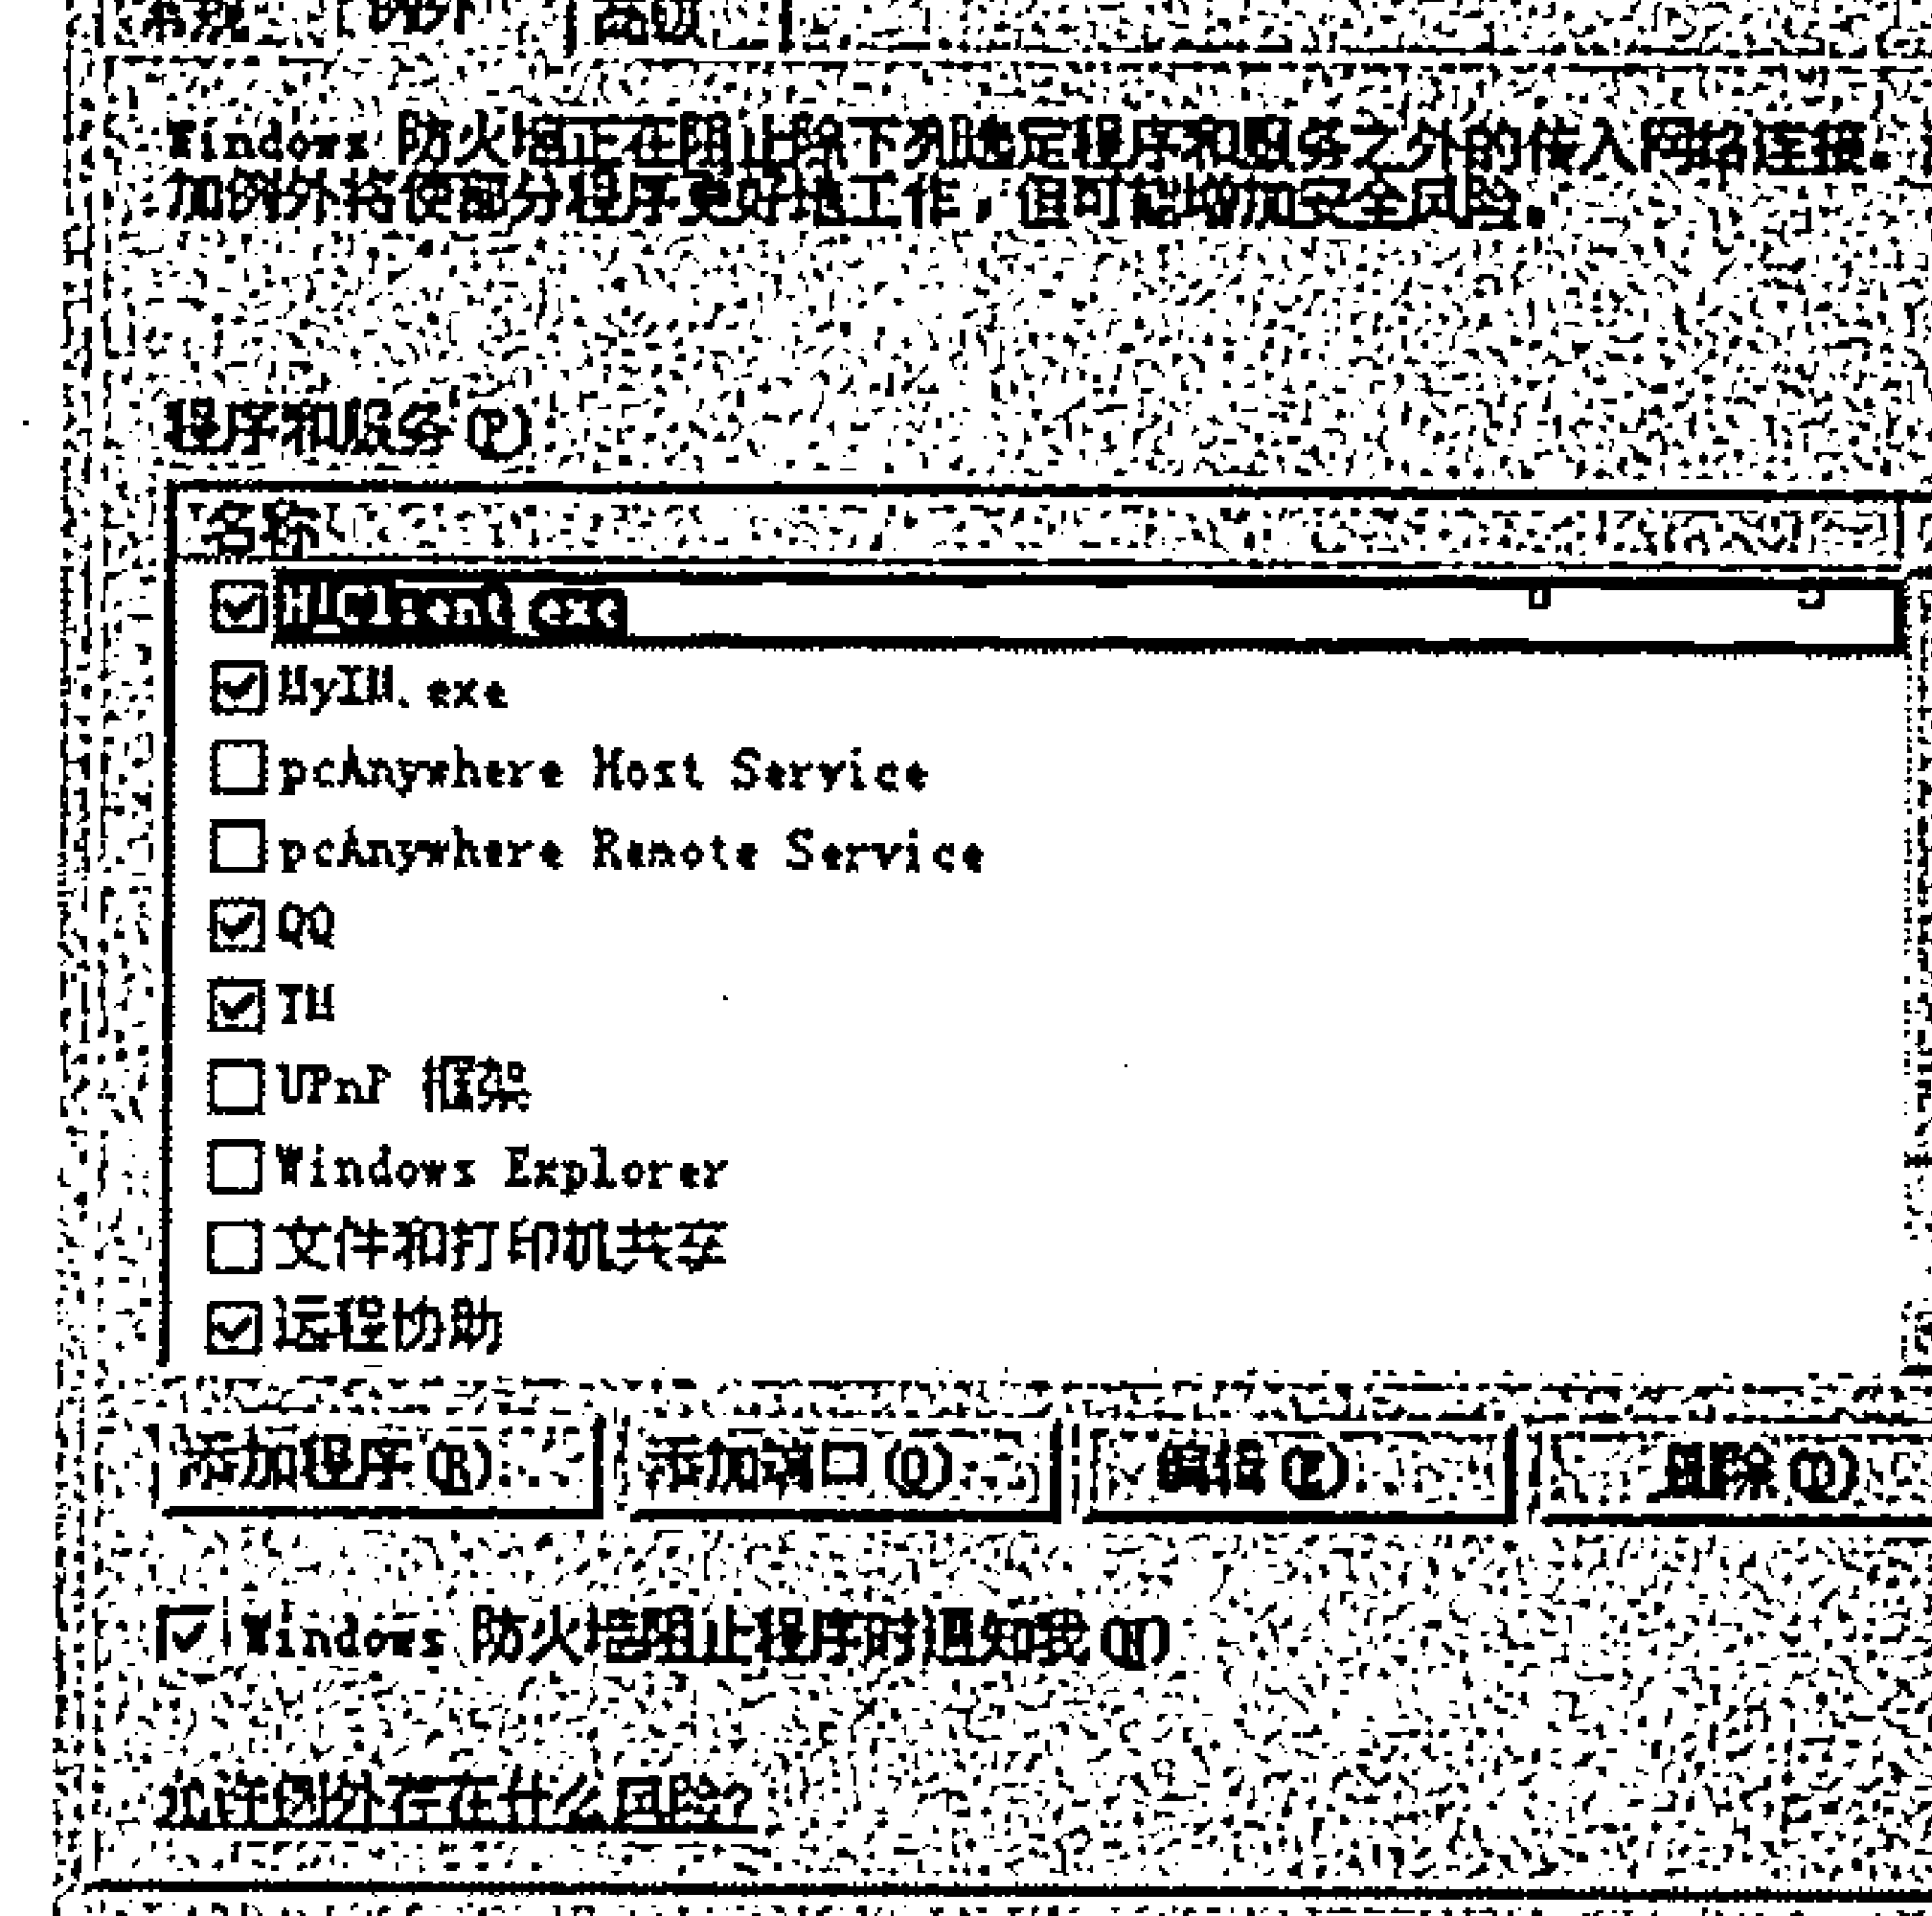 常规 例外 高级
Windows 防火墙正在阻止除下列选定程序和服务之外的传入网络连接。
加例外将使部分程序更好地工作，但可能增加安全风险。
程序和服务(P)
名称
MyIM.exe
pcAnywhere Host Service
pcAnywhere Remote Service
QQ
TM
UPnP 框架
Windows Explorer
文件和打印机共享
远程协助
添加程序(R)... 添加端口(O)... 编辑(E)... 删除(D)
Windows 防火墙阻止程序时通知我(N)
允许例外存在什么风险?